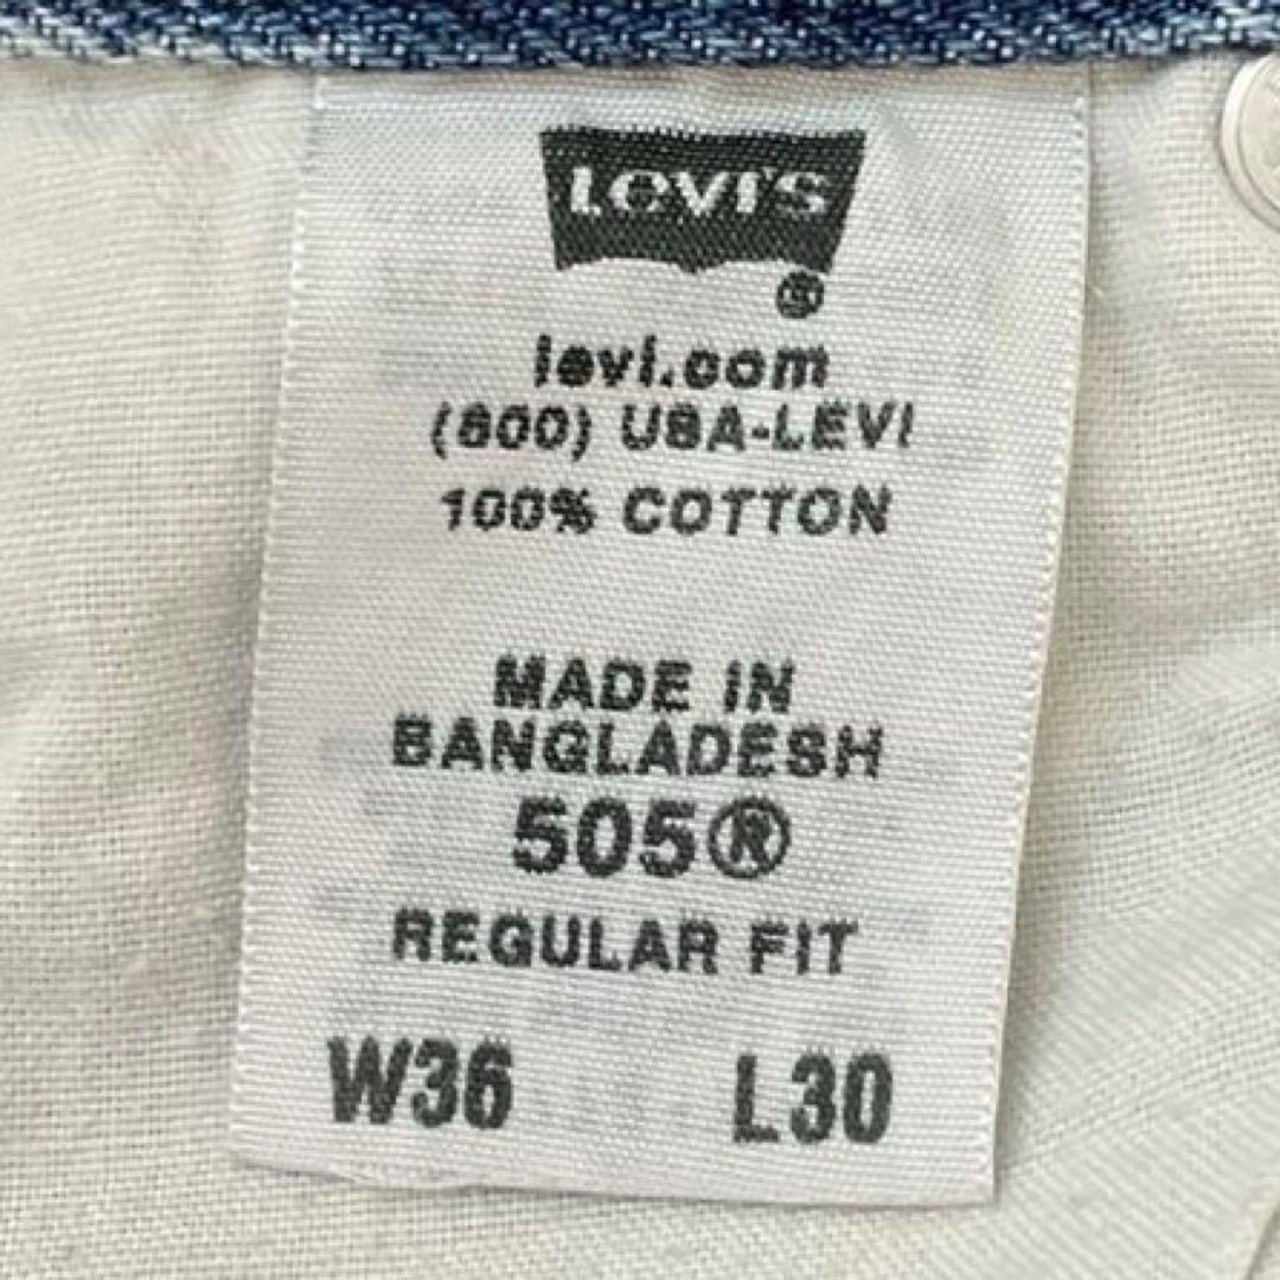 Levi's
®
levi.com
(800) USA-LEVI
100% COTTON
MADE IN
BANGLADESH
505®
REGULAR FIT
W36 L30